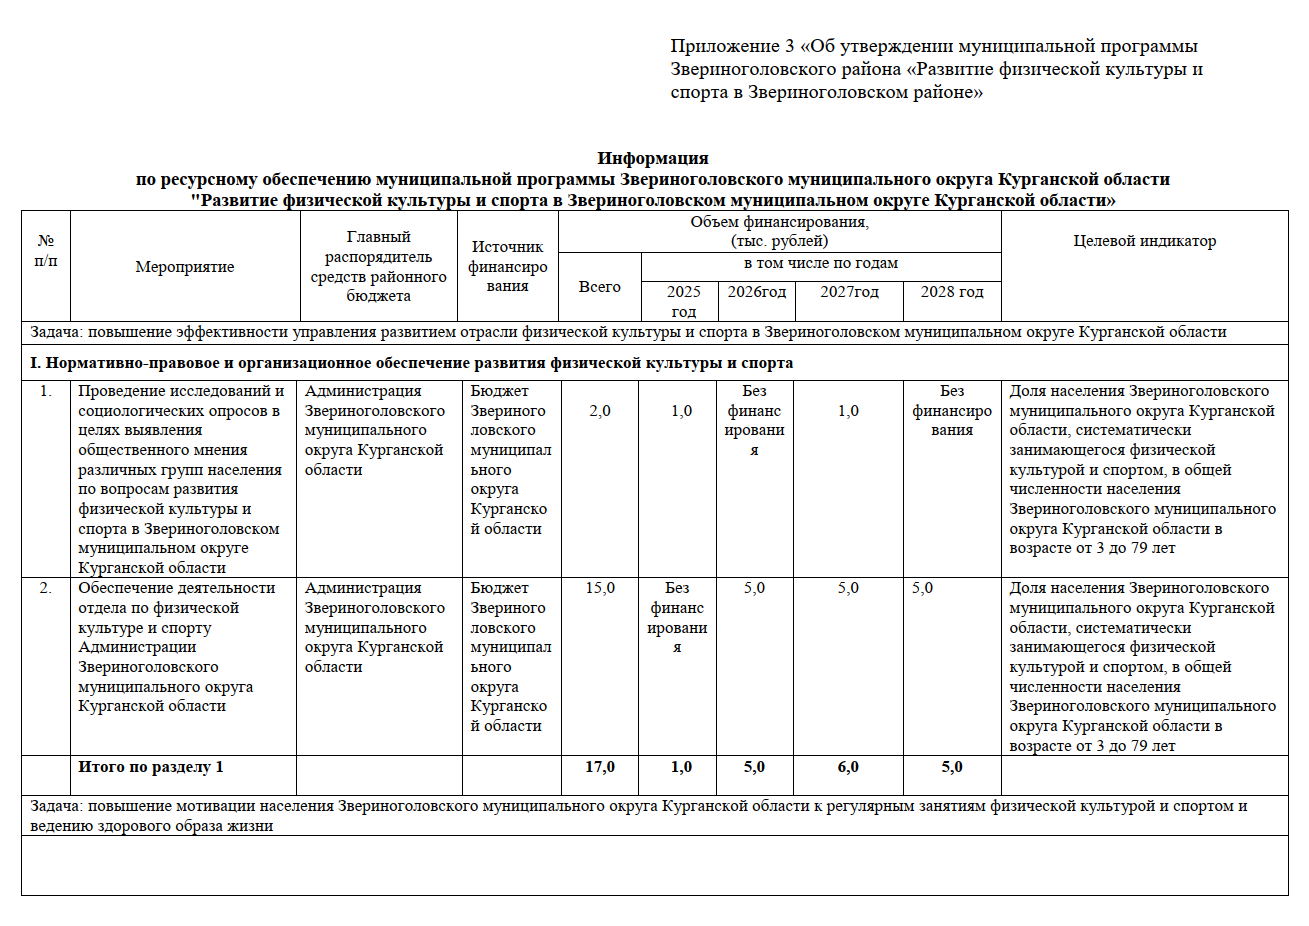 Приложение 3 «Об утверждении муниципальной программы
Звериноголовского района «Развитие физической культуры и
спорта в Звериноголовском районе»
Информация
по ресурсному обеспечению муниципальной программы Звериноголовского муниципального округа Курганской области
"Развитие физической культуры и спорта в Звериноголовском муниципальном округе Курганской области»
№
п/п
Мероприятие
Главный
распорядитель
средств районного
бюджета
Источник
финансиро
вания
Объем финансирования,
(тыс. рублей)
Всего
в том числе по годам
2025
год
2026год
2027год
2028 год
Целевой индикатор
Задача: повышение эффективности управления развитием отрасли физической культуры и спорта в Звериноголовском муниципальном округе Курганской области
I. Нормативно-правовое и организационное обеспечение развития физической культуры и спорта
1.
Проведение исследований и
социологических опросов в
целях выявления
общественного мнения
различных групп населения
по вопросам развития
физической культуры и
спорта в Звериноголовском
муниципальном округе
Курганской области
Администрация
Звериноголовского
муниципального
округа Курганской
области
Бюджет
Звериного
ловского
муниципал
ьного
округа
Курганско
й области
2,0
1,0
Без
финанс
ировани
я
1,0
Без
финансиро
вания
Доля населения Звериноголовского
муниципального округа Курганской
области, систематически
занимающегося физической
культурой и спортом, в общей
численности населения
Звериноголовского муниципального
округа Курганской области в
возрасте от 3 до 79 лет
2.
Обеспечение деятельности
отдела по физической
культуре и спорту
Администрации
Звериноголовского
муниципального округа
Курганской области
Администрация
Звериноголовского
муниципального
округа Курганской
области
Бюджет
Звериного
ловского
муниципал
ьного
округа
Курганско
й области
15,0
Без
финанс
ировани
я
5,0
5,0
5,0
Доля населения Звериноголовского
муниципального округа Курганской
области, систематически
занимающегося физической
культурой и спортом, в общей
численности населения
Звериноголовского муниципального
округа Курганской области в
возрасте от 3 до 79 лет
Итого по разделу 1
17,0
1,0
5,0
6,0
5,0
Задача: повышение мотивации населения Звериноголовского муниципального округа Курганской области к регулярным занятиям физической культурой и спортом и
ведению здорового образа жизни